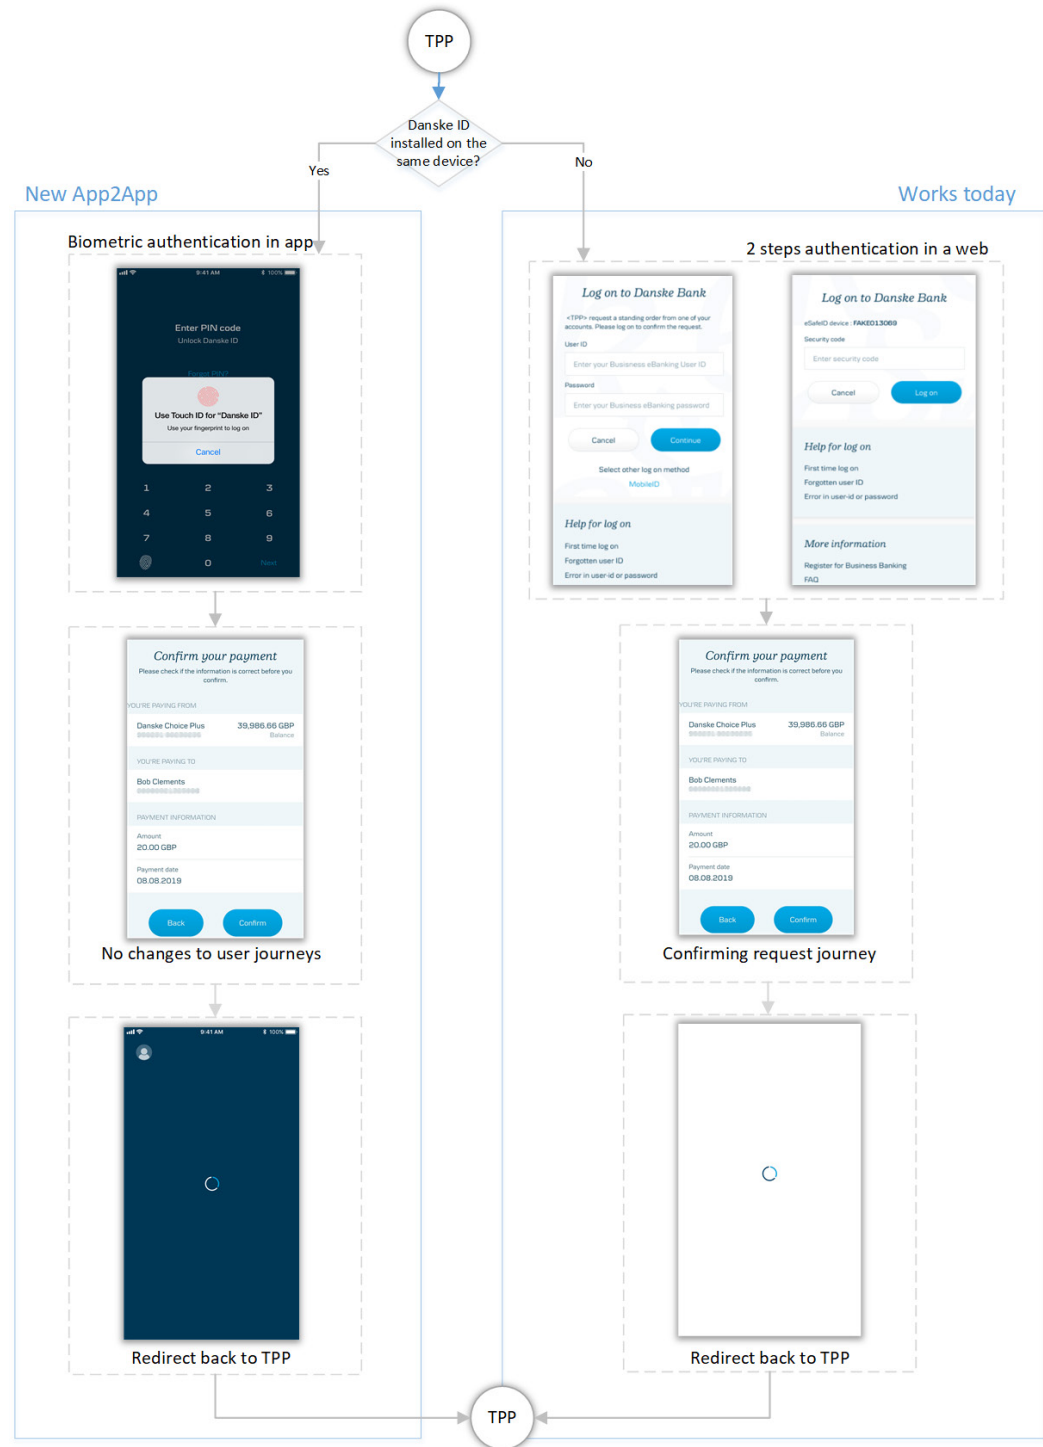 TPP
Danske ID
installed on the
same device?
Yes
No
New App2App
Works today
Biometric authentication in app
9:41 AM
100%
Enter PIN code
Unlock Danske ID
Forgot PIN?
Use Touch ID for “Danske ID”
Use your fingerprint to log on
Cancel
1 2 3
4 5 6
7 8 9
0 Next
2 steps authentication in a web
Log on to Danske Bank
<TPP> request a standing order from one of your
accounts. Please log on to confirm the request.
User ID
Enter your Busisness eBanking User ID
Password
Enter your Business eBanking password
Cancel
Continue
Select other log on method
MobileID
Help for log on
First time log on
Forgotten user ID
Error in user-id or password
Log on to Danske Bank
eSafeID device : FAKE013069
Security code
Enter security code
Cancel
Log on
Help for log on
First time log on
Forgotten user ID
Error in user-id or password
More information
Register for Business Banking
FAQ
Confirm your payment
Please check if the information is correct before you
confirm.
YOU'RE PAYING FROM
Danske Choice Plus 39,986.66 GBP
Balance
YOU'RE PAYING TO
Bob Clements
PAYMENT INFORMATION
Amount
20.00 GBP
Payment date
08.08.2019
Back
Confirm
No changes to user journeys
Confirm your payment
Please check if the information is correct before you
confirm.
YOU'RE PAYING FROM
Danske Choice Plus 39,986.66 GBP
Balance
YOU'RE PAYING TO
Bob Clements
PAYMENT INFORMATION
Amount
20.00 GBP
Payment date
08.08.2019
Back
Confirm
Confirming request journey
9:41 AM
100%
Redirect back to TPP
Redirect back to TPP
TPP